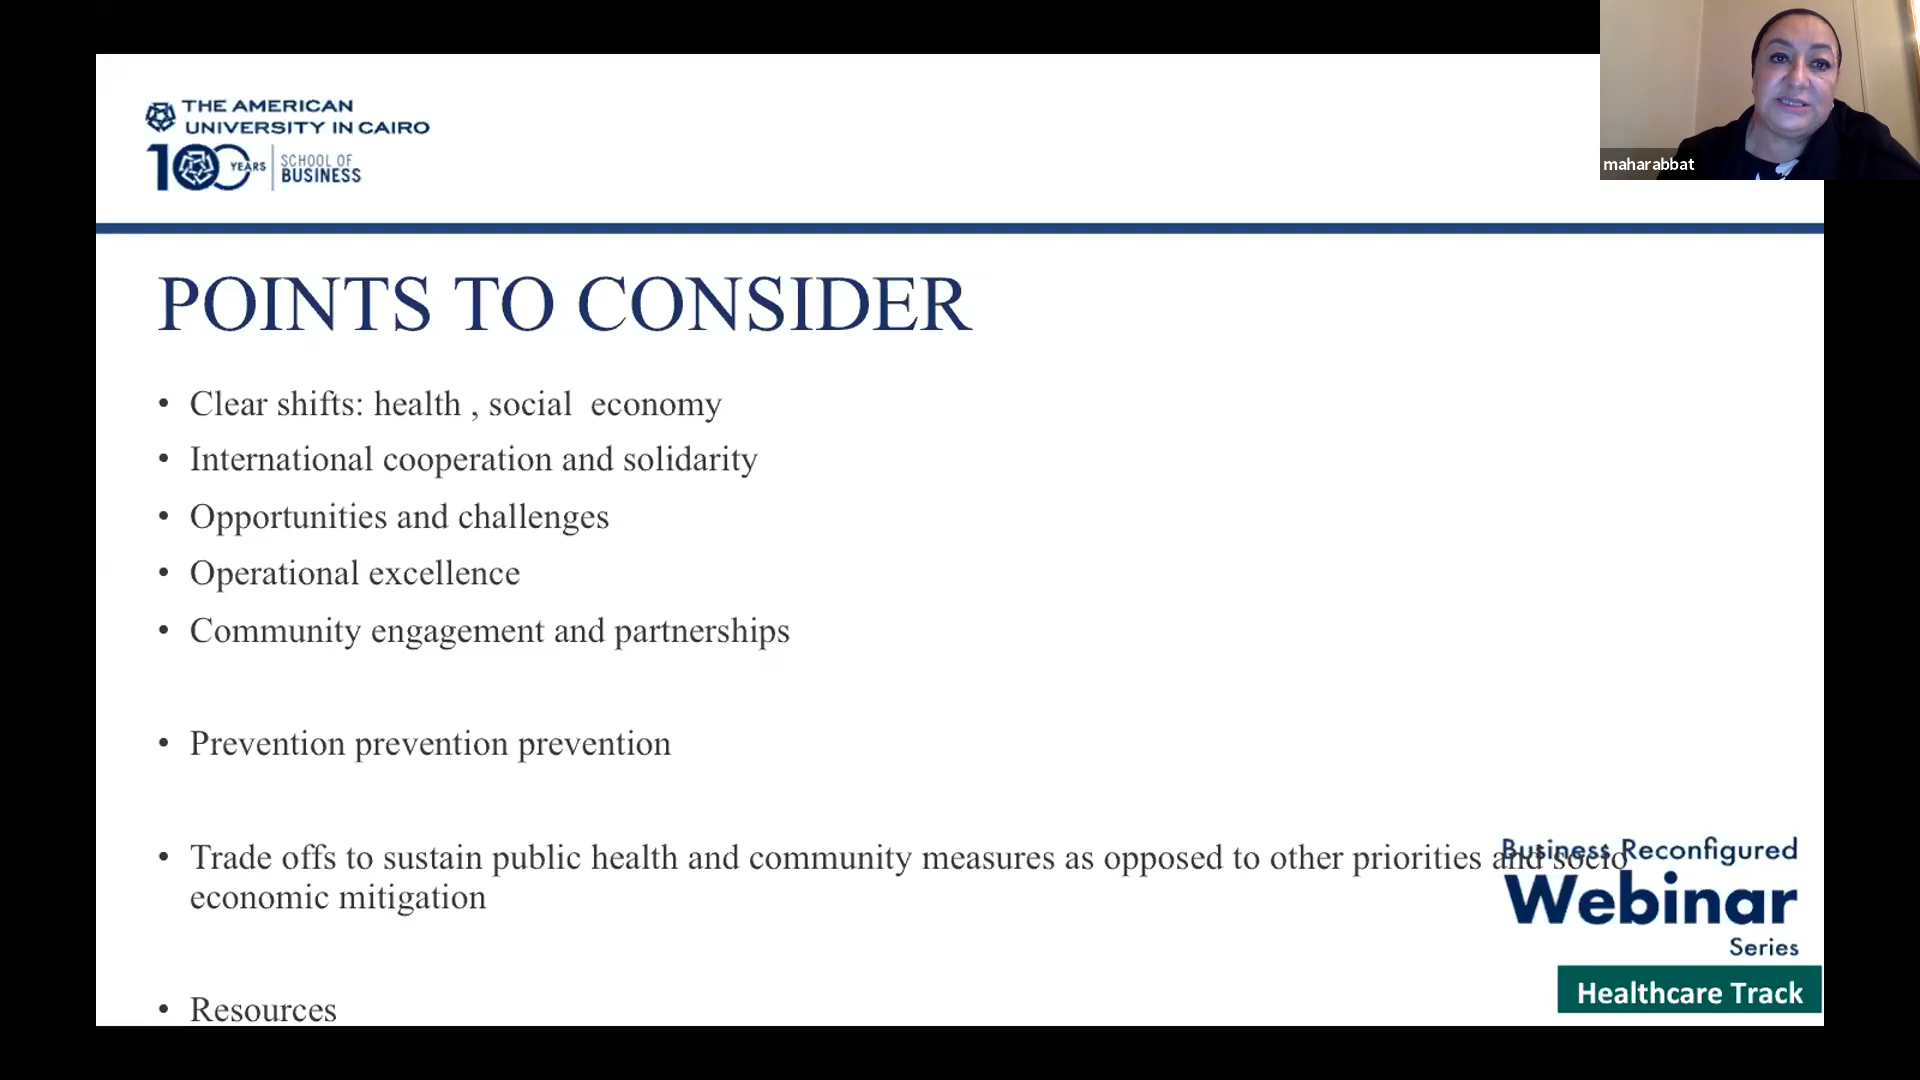 THE AMERICAN
UNIVERSITY IN CAIRO
100 YEARS
SCHOOL OF
BUSINESS
maharabbat
POINTS TO CONSIDER
• Clear shifts: health , social  economy
• International cooperation and solidarity
• Opportunities and challenges
• Operational excellence
• Community engagement and partnerships
• Prevention prevention prevention
• Trade offs to sustain public health and community measures as opposed to other priorities and socio
economic mitigation
• Resources
Business Reconfigured
Webinar
Series
Healthcare Track